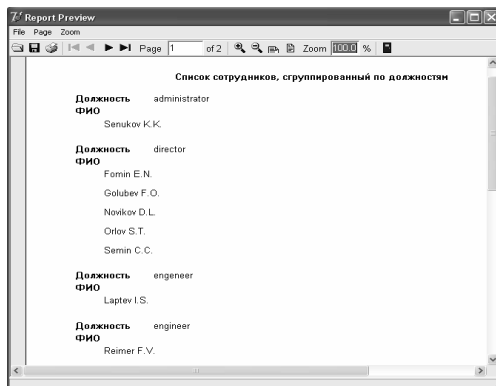 Report Preview
File Page Zoom
Page 1 of 2 Zoom 100.0 %
Список сотрудников, сгруппированный по должностям
Должность administrator
ФИО
Senukov K.K.
Должность director
ФИО
Fomin E.N.
Golubev F.O.
Novikov D.L.
Orlov S.T.
Semin C.C.
Должность engeneer
ФИО
Laptev I.S.
Должность engineer
ФИО
Reimer F.V.